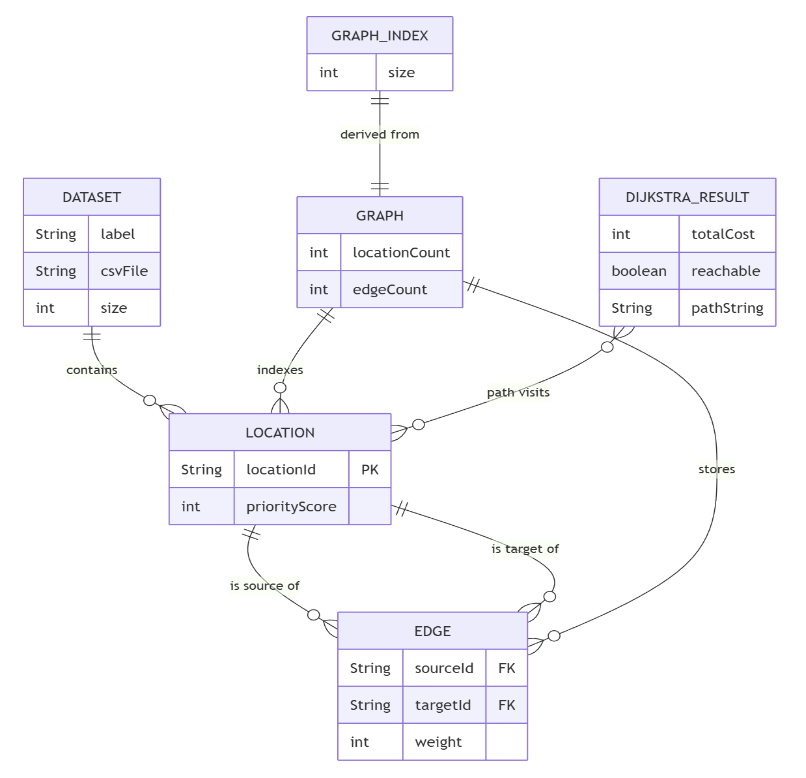 GRAPH_INDEX
int size
derived from
DATASET
String label
String csvFile
int size
GRAPH
int locationCount
int edgeCount
DIJKSTRA_RESULT
int totalCost
boolean reachable
String pathString
contains
indexes
path visits
stores
LOCATION
String locationId PK
int priorityScore
is target of
is source of
EDGE
String sourceId FK
String targetId FK
int weight